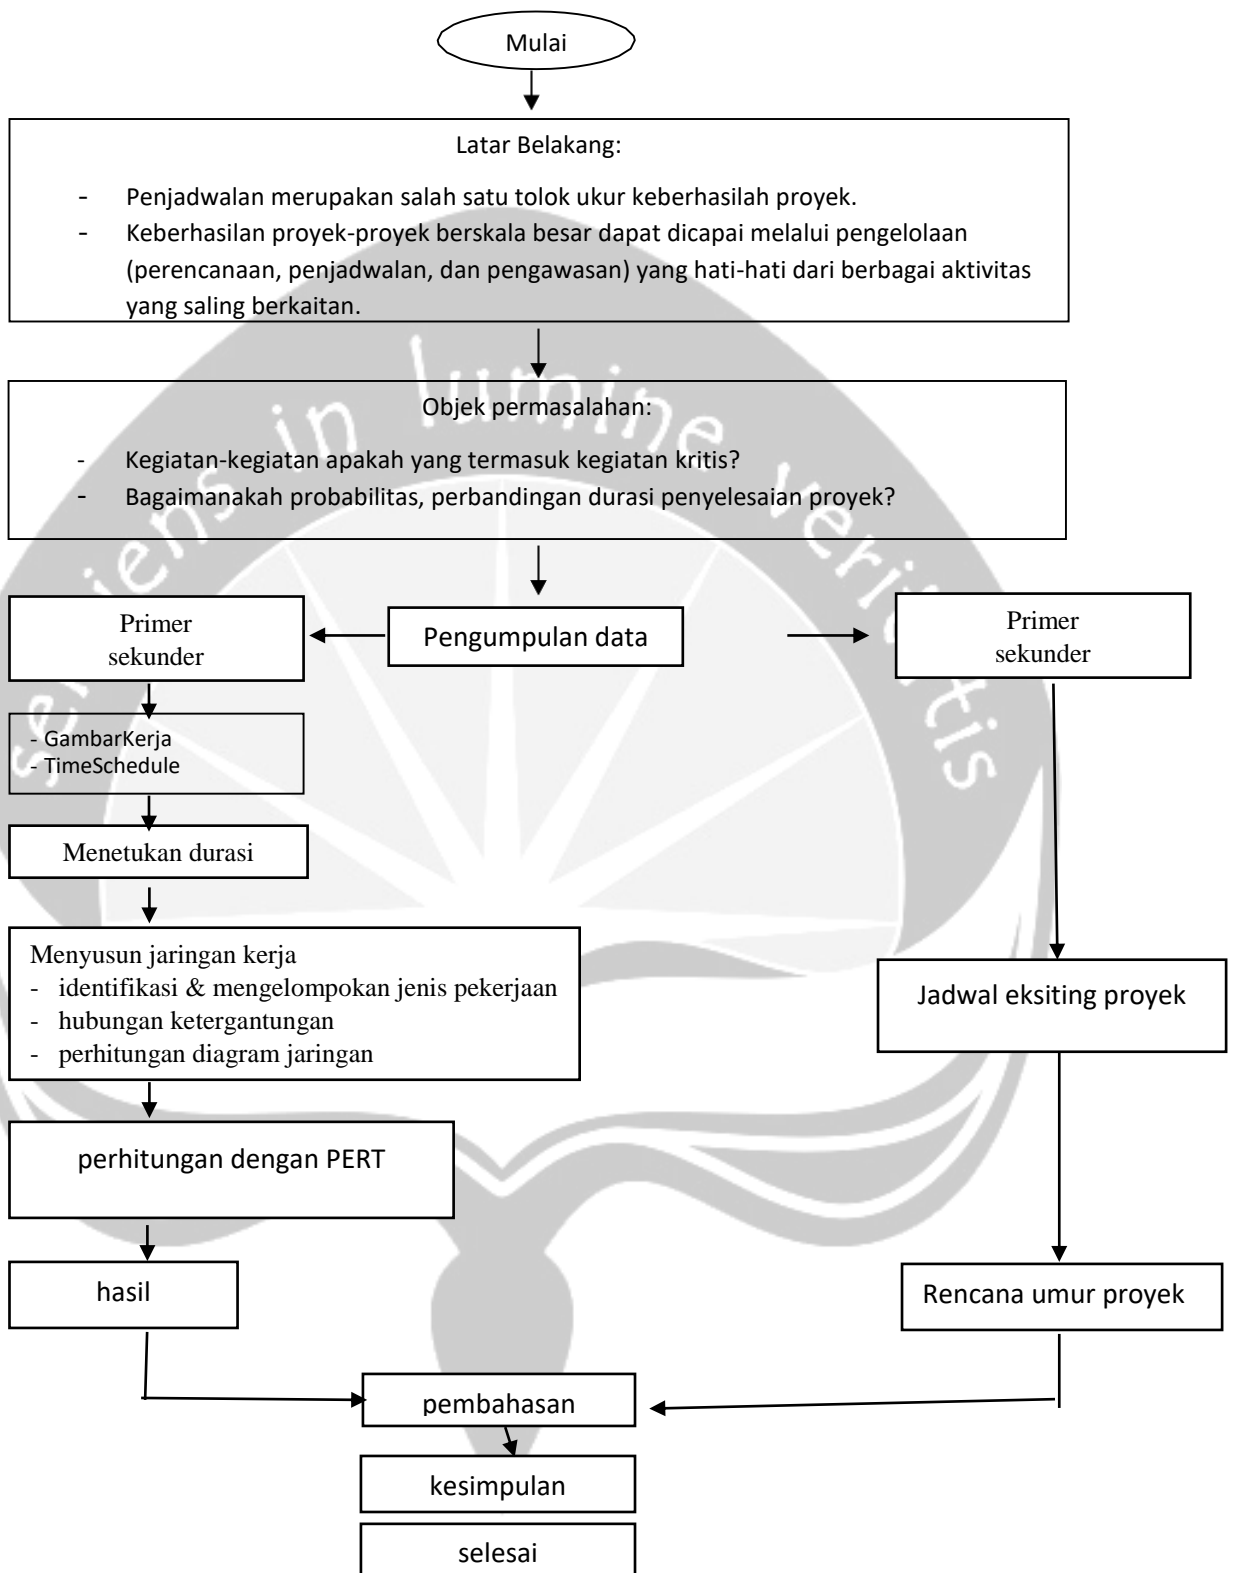 Mulai
Latar Belakang:
- Penjadwalan merupakan salah satu tolok ukur keberhasilah proyek.
- Keberhasilan proyek-proyek berskala besar dapat dicapai melalui pengelolaan
(perencanaan, penjadwalan, dan pengawasan) yang hati-hati dari berbagai aktivitas
yang saling berkaitan.
Objek permasalahan:
- Kegiatan-kegiatan apakah yang termasuk kegiatan kritis?
- Bagaimanakah probabilitas, perbandingan durasi penyelesaian proyek?
Primer
sekunder
Pengumpulan data
Primer
sekunder
- GambarKerja
- TimeSchedule
Menetukan durasi
Menyusun jaringan kerja
- identifikasi & mengelompokan jenis pekerjaan
- hubungan ketergantungan
- perhitungan diagram jaringan
Jadwal eksiting proyek
perhitungan dengan PERT
hasil
Rencana umur proyek
pembahasan
kesimpulan
selesai
in lumine veritatis